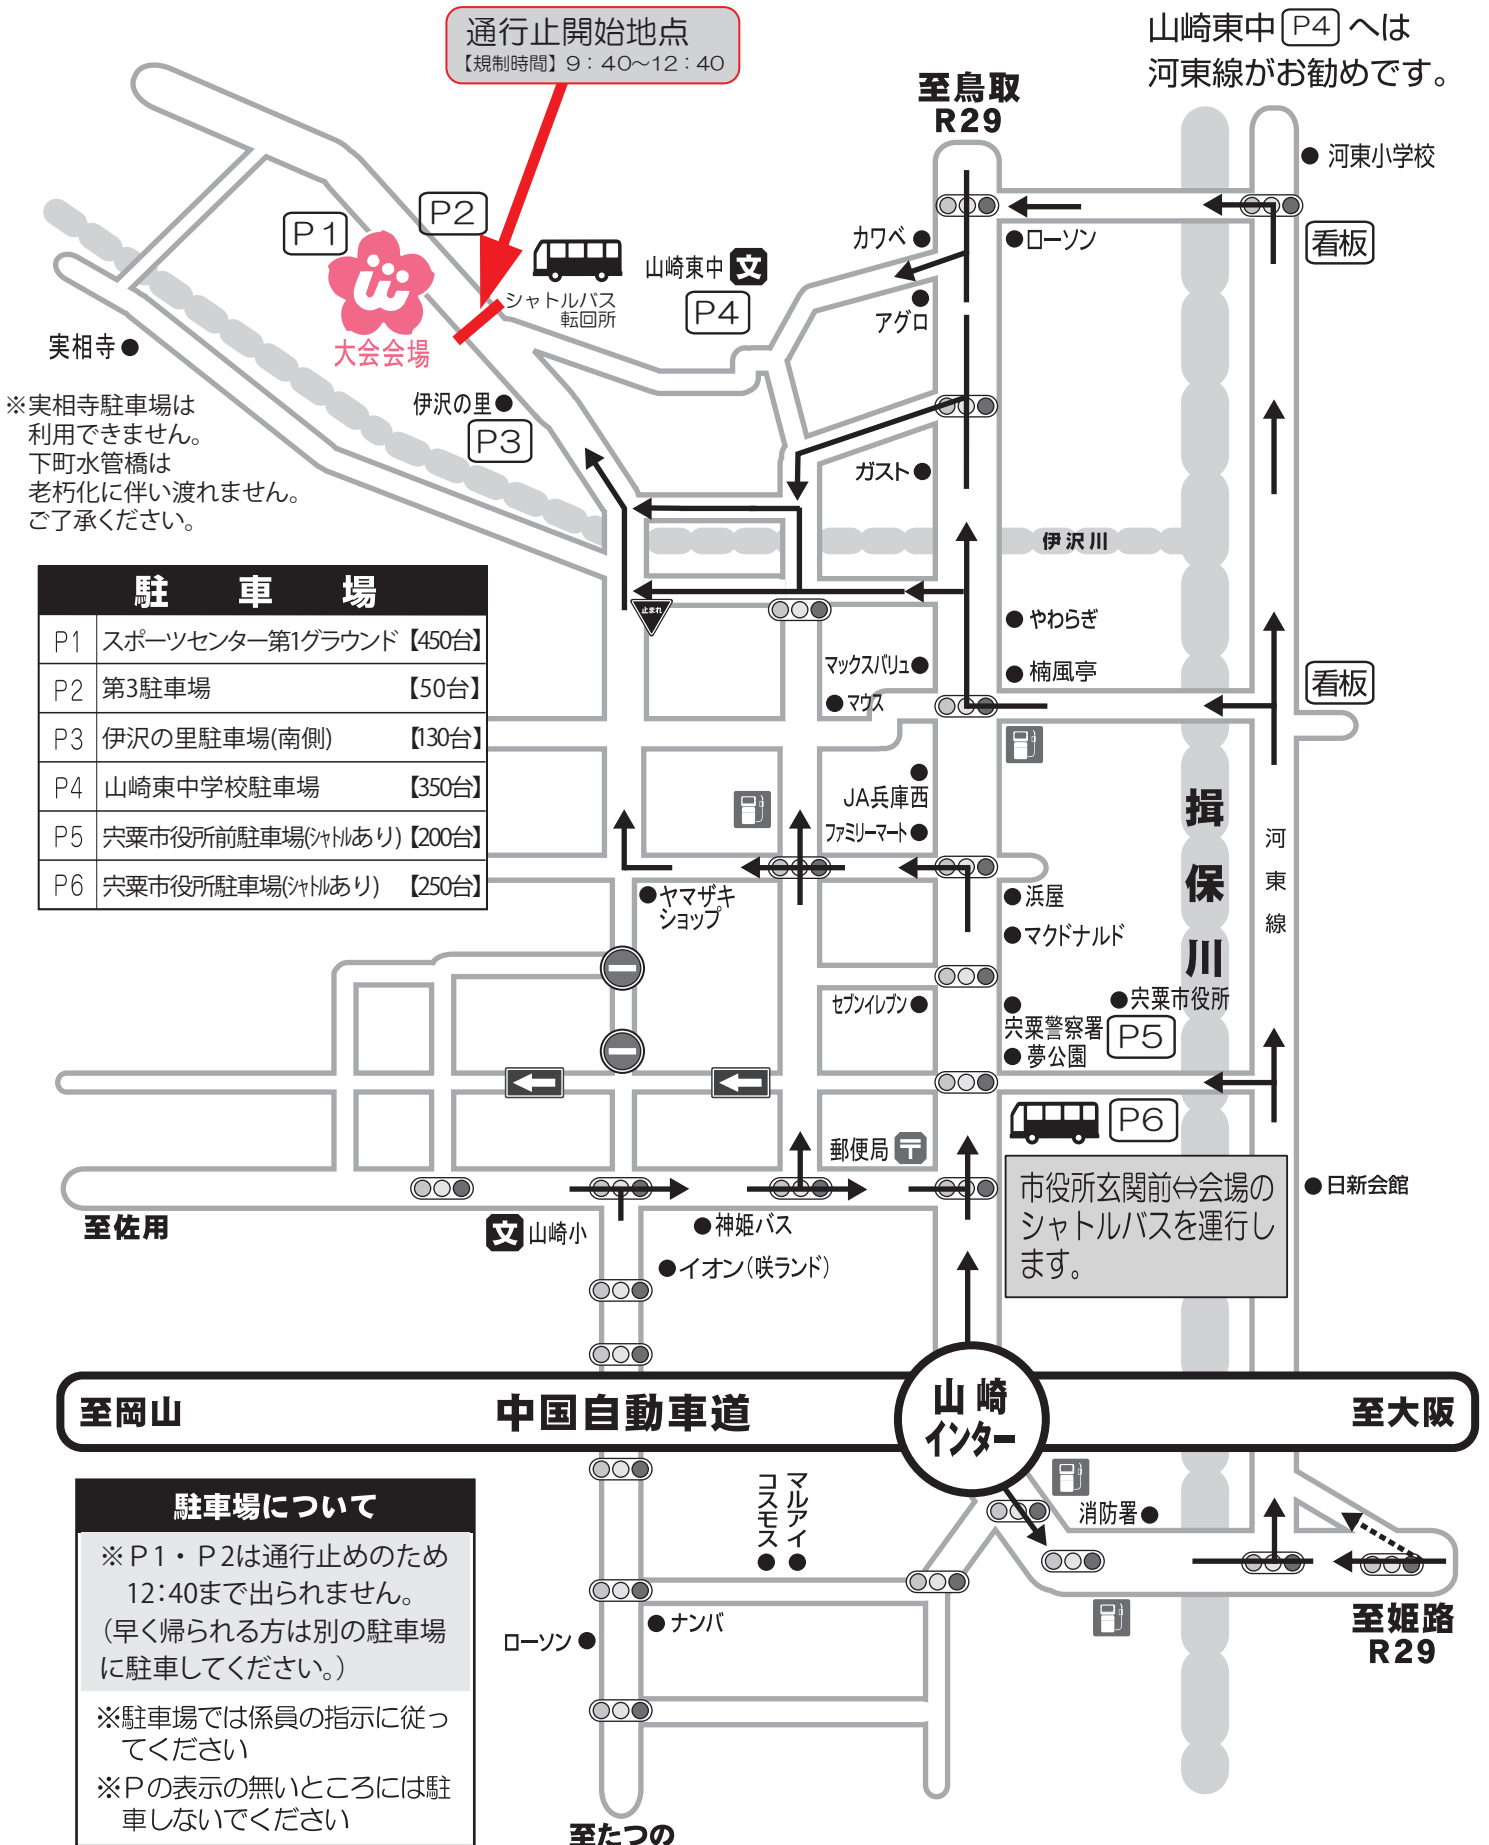 通行止開始地点
【規制時間】9：40～12：40
山崎東中 P4 へは
河東線がお勧めです。
至鳥取
R29
河東小学校
看板
P2
P1
カワベ
ローソン
山崎東中 文
P4
シャトルバス
転回所
アグロ
大会会場
実相寺
※実相寺駐車場は
利用できません。
下町水管橋は
老朽化に伴い渡れません。
ご了承ください。
伊沢の里
P3
ガスト
伊沢川
駐車場
P1 スポーツセンター第1グラウンド【450台】
P2 第3駐車場 【50台】
P3 伊沢の里駐車場(南側) 【130台】
P4 山崎東中学校駐車場 【350台】
P5 宍粟市役所前駐車場(シャトルあり)【200台】
P6 宍粟市役所駐車場(シャトルあり) 【250台】
止まれ
やわらぎ
マックスバリュ
楠風亭
マウス
看板
JA兵庫西
ファミリーマート
揖保川
河東線
ヤマザキ
ショップ
浜屋
マクドナルド
セブンイレブン
宍粟市役所
宍粟警察署
P5
夢公園
P6
郵便局 〒
市役所玄関前⇔会場の
シャトルバスを運行し
ます。
日新会館
至佐用
文 山崎小
神姫バス
イオン（咲ランド）
至岡山
中国自動車道
山崎
インター
至大阪
駐車場について
※P1・P2は通行止めのため
12：40まで出られません。
（早く帰られる方は別の駐車場
に駐車してください。）
※駐車場では係員の指示に従っ
てください
※Pの表示の無いところには駐
車しないでください
マルアイ
コスモス
消防署
ナンバ
ローソン
至姫路
R29
至たつの